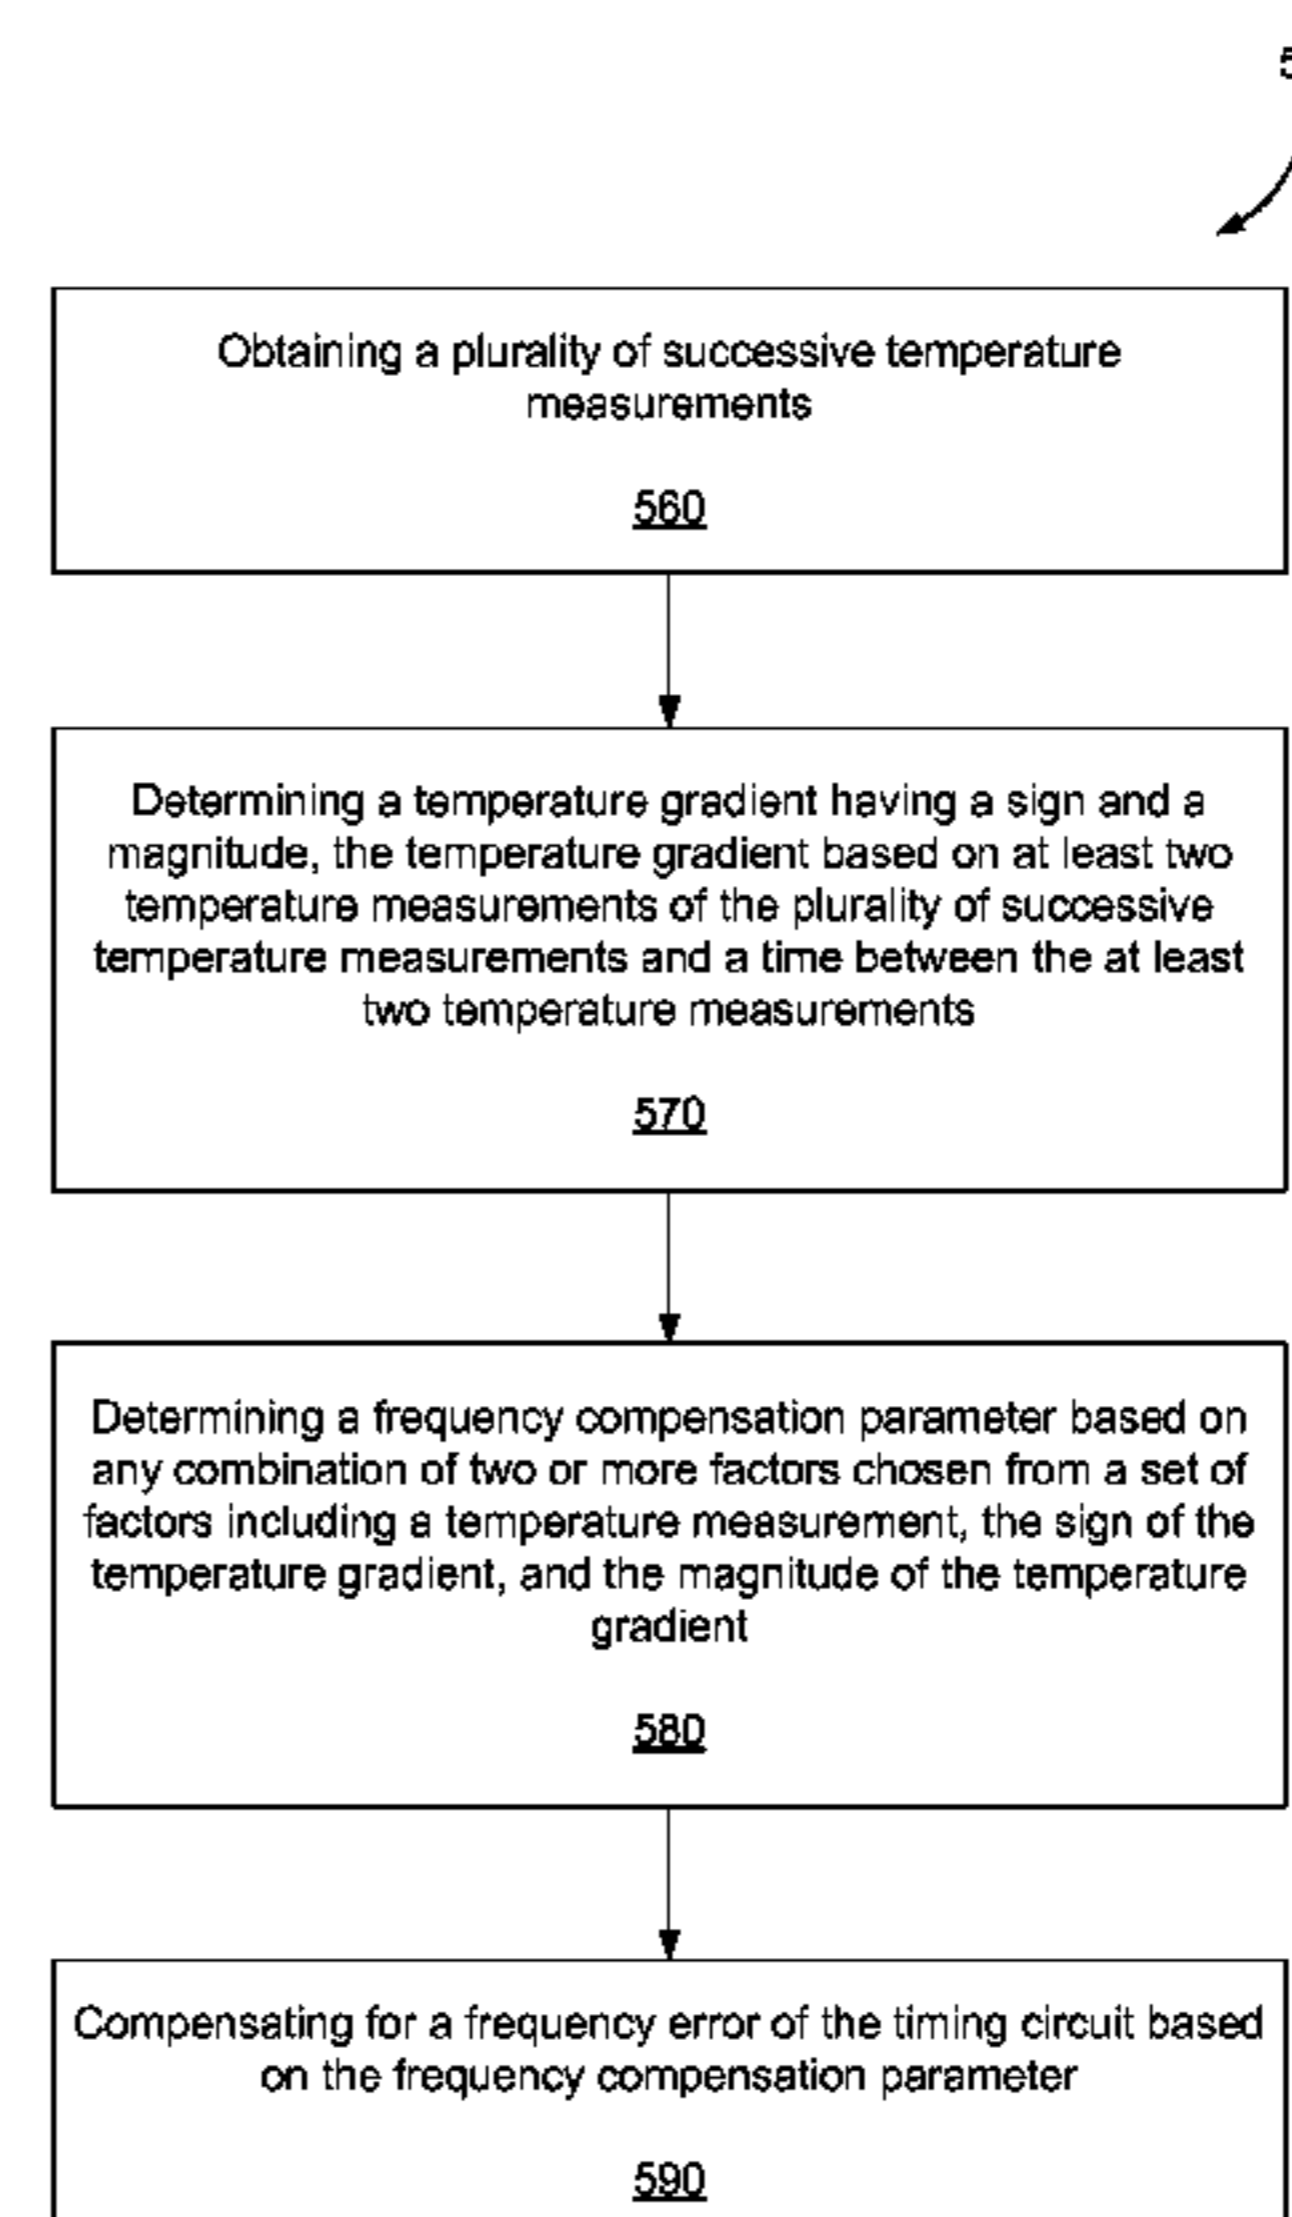 5
Obtaining a plurality of successive temperature
measurements
560
Determining a temperature gradient having a sign and a
magnitude, the temperature gradient based on at least two
temperature measurements of the plurality of successive
temperature measurements and a time between the at least
two temperature measurements
570
Determining a frequency compensation parameter based on
any combination of two or more factors chosen from a set of
factors including a temperature measurement, the sign of the
temperature gradient, and the magnitude of the temperature
gradient
580
Compensating for a frequency error of the timing circuit based
on the frequency compensation parameter
590